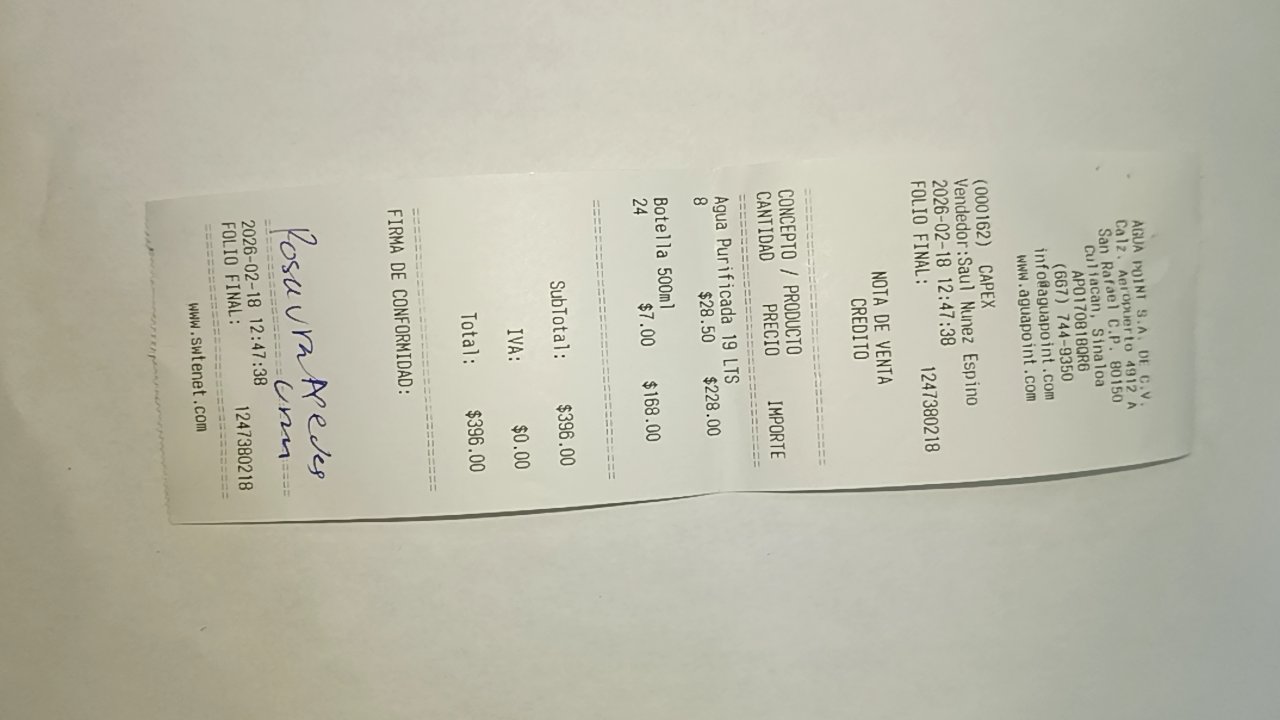 AGUA POINT S.A. DE C.V.
Calz. Aeropuerto 4912 A
San Rafael C.P. 80150
Culiacan, Sinaloa
APO170818QR6
(667) 744-9350
info@aguapoint.com
www.aguapoint.com
(000162) CAPEX
Vendedor:Saul Nunez Espino
2026-02-18 12:47:38
FOLIO FINAL: 1247380218
NOTA DE VENTA
CREDITO
=============================
CONCEPTO / PRODUCTO
CANTIDAD PRECIO IMPORTE
=============================
Agua Purificada 19 LTS
8 $28.50 $228.00
Botella 500ml
24 $7.00 $168.00
=============================
SubTotal: $396.00
IVA: $0.00
Total: $396.00
=============================
FIRMA DE CONFORMIDAD:
=============================
2026-02-18 12:47:38
FOLIO FINAL: 1247380218
=============================
www.swtenet.com